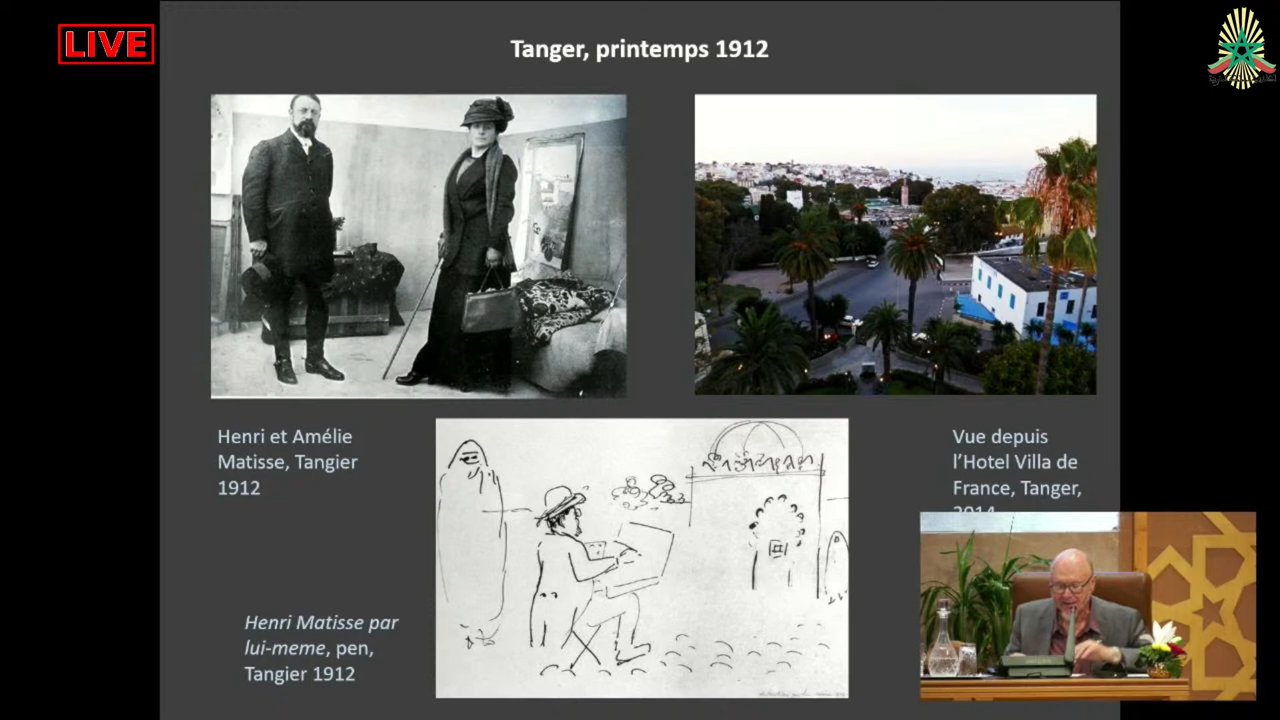 LIVE
Tanger, printemps 1912
Henri et Amélie
Matisse, Tangier
1912
Vue depuis
l'Hotel Villa de
France, Tanger,
2014
Henri Matisse par
lui-meme, pen,
Tangier 1912